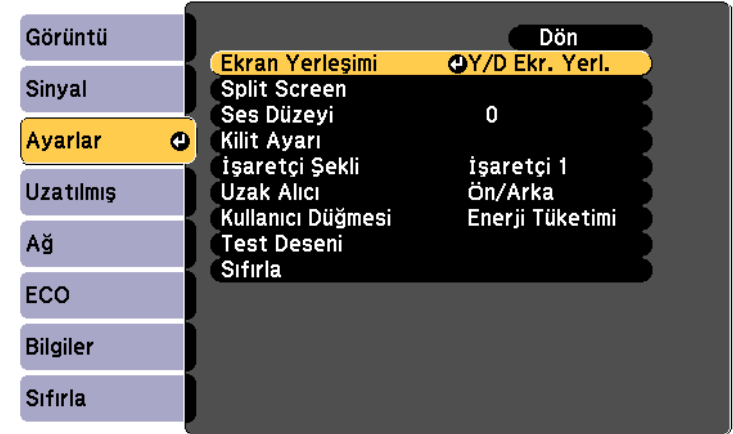 Görüntü
Sinyal
Ayarlar
Uzatılmış
Ağ
ECO
Bilgiler
Sıfırla
Dön
Ekran Yerleşimi Y/D Ekr. Yerl.
Split Screen
Ses Düzeyi 0
Kilit Ayarı
İşaretçi Şekli İşaretçi 1
Uzak Alıcı Ön/Arka
Kullanıcı Düğmesi Enerji Tüketimi
Test Deseni
Sıfırla